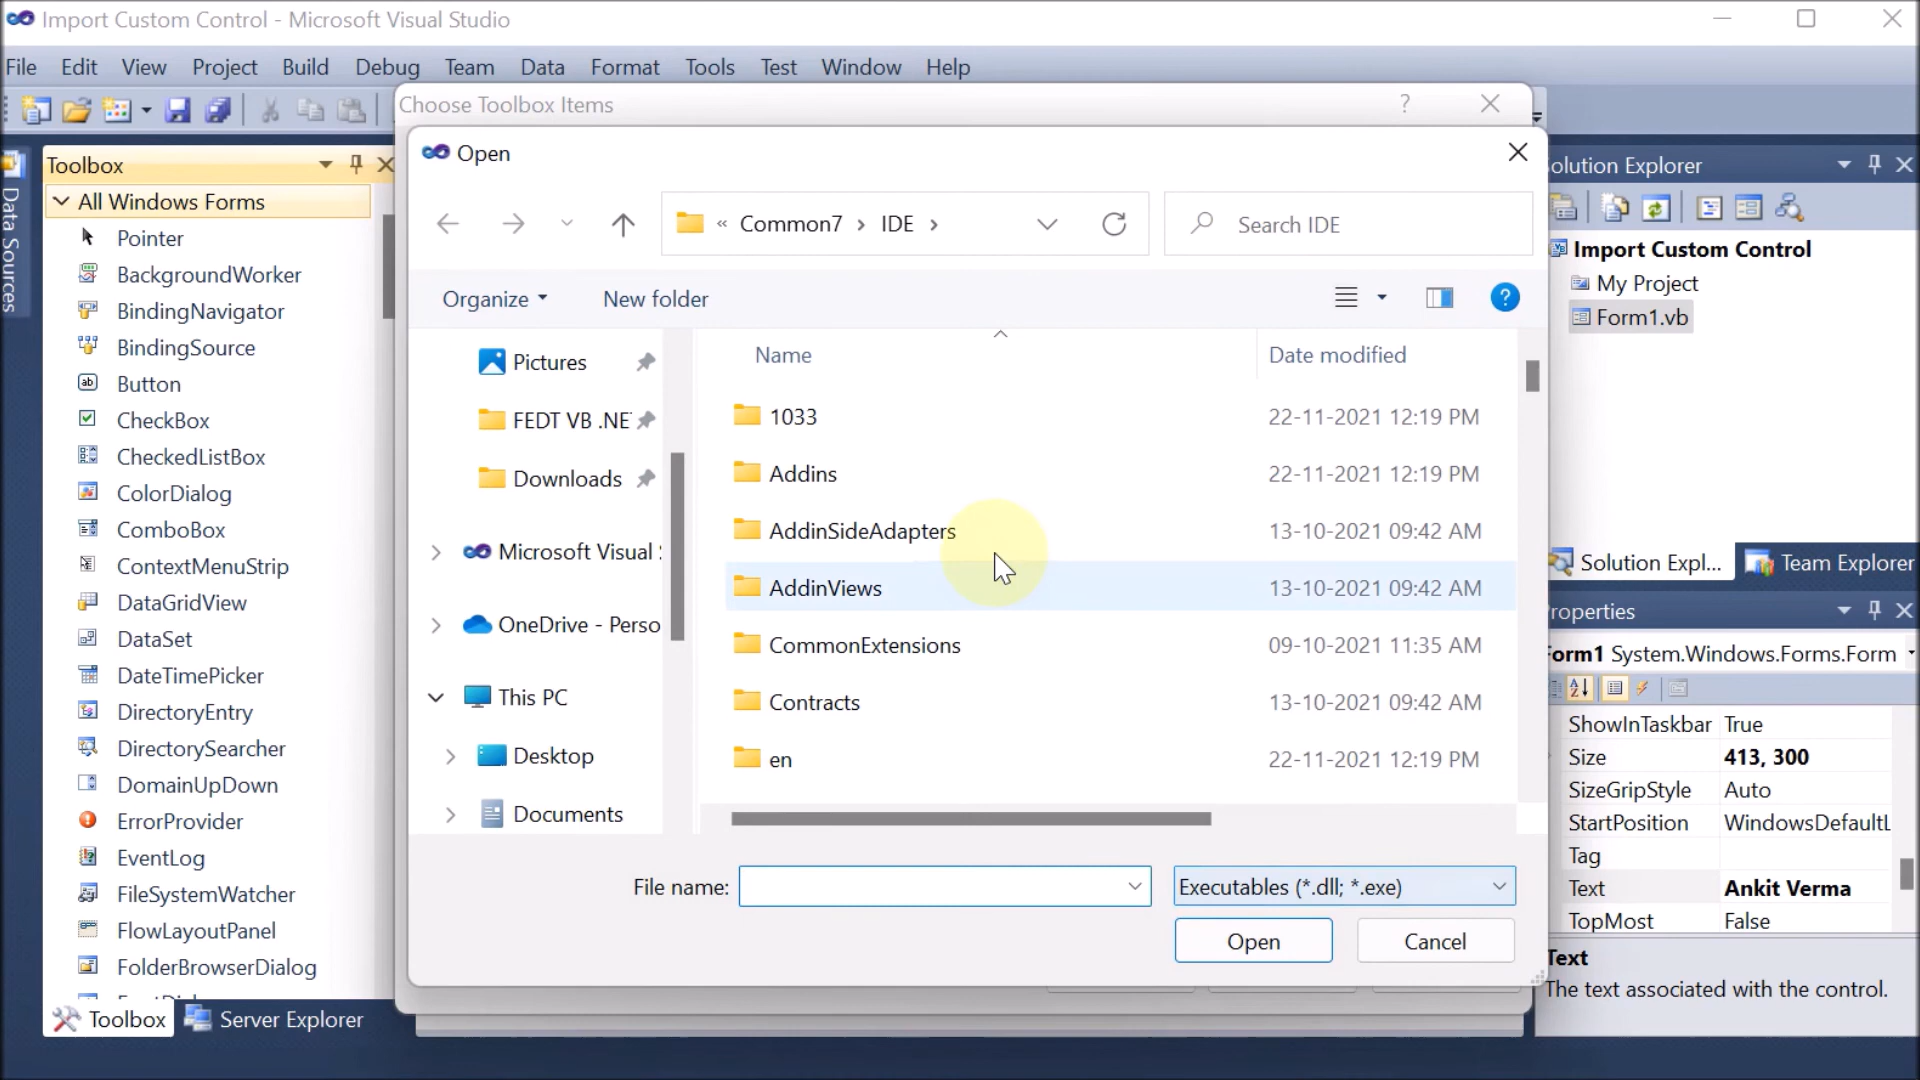 Import Custom Control - Microsoft Visual Studio
File Edit View Project Build Debug Team Data Format Tools Test Window Help
Choose Toolbox Items ?
Data Sources
Toolbox
All Windows Forms
Pointer
BackgroundWorker
BindingNavigator
BindingSource
Button
CheckBox
CheckedListBox
ColorDialog
ComboBox
ContextMenuStrip
DataGridView
DataSet
DateTimePicker
DirectoryEntry
DirectorySearcher
DomainUpDown
ErrorProvider
EventLog
FileSystemWatcher
FlowLayoutPanel
FolderBrowserDialog
Toolbox Server Explorer
Open
« Common7 › IDE ›
Search IDE
Organize New folder
Pictures
FEDT VB .NE
Downloads
Microsoft Visual
OneDrive - Perso
This PC
Desktop
Documents
Name Date modified
1033 22-11-2021 12:19 PM
Addins 22-11-2021 12:19 PM
AddinSideAdapters 13-10-2021 09:42 AM
AddinViews 13-10-2021 09:42 AM
CommonExtensions 09-10-2021 11:35 AM
Contracts 13-10-2021 09:42 AM
en 22-11-2021 12:19 PM
File name: Executables (*.dll; *.exe)
Open Cancel
olution Explorer
Import Custom Control
My Project
Form1.vb
Solution Expl... Team Explorer
roperties
Form1 System.Windows.Forms.Form
ShowInTaskbar True
Size 413, 300
SizeGripStyle Auto
StartPosition WindowsDefaultL
Tag
Text Ankit Verma
TopMost False
Text
The text associated with the control.